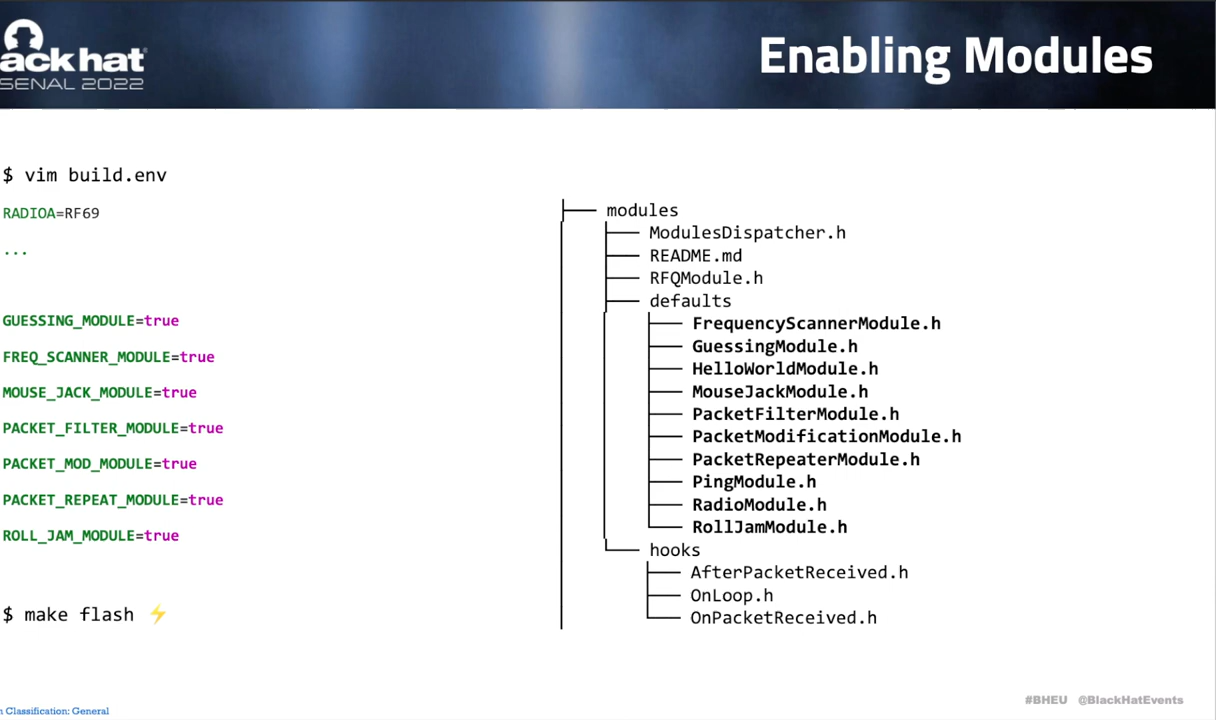 ack hat
SENAL 2022
Enabling Modules
$ vim build.env
RADIOA=RF69
...
GUESSING_MODULE=true
FREQ_SCANNER_MODULE=true
MOUSE_JACK_MODULE=true
PACKET_FILTER_MODULE=true
PACKET_MOD_MODULE=true
PACKET_REPEAT_MODULE=true
ROLL_JAM_MODULE=true
$ make flash ⚡
modules
ModulesDispatcher.h
README.md
RFQModule.h
defaults
FrequencyScannerModule.h
GuessingModule.h
HelloWorldModule.h
MouseJackModule.h
PacketFilterModule.h
PacketModificationModule.h
PacketRepeaterModule.h
PingModule.h
RadioModule.h
RollJamModule.h
hooks
AfterPacketReceived.h
OnLoop.h
OnPacketReceived.h
#BHEU @BlackHatEvents
n Classification: General